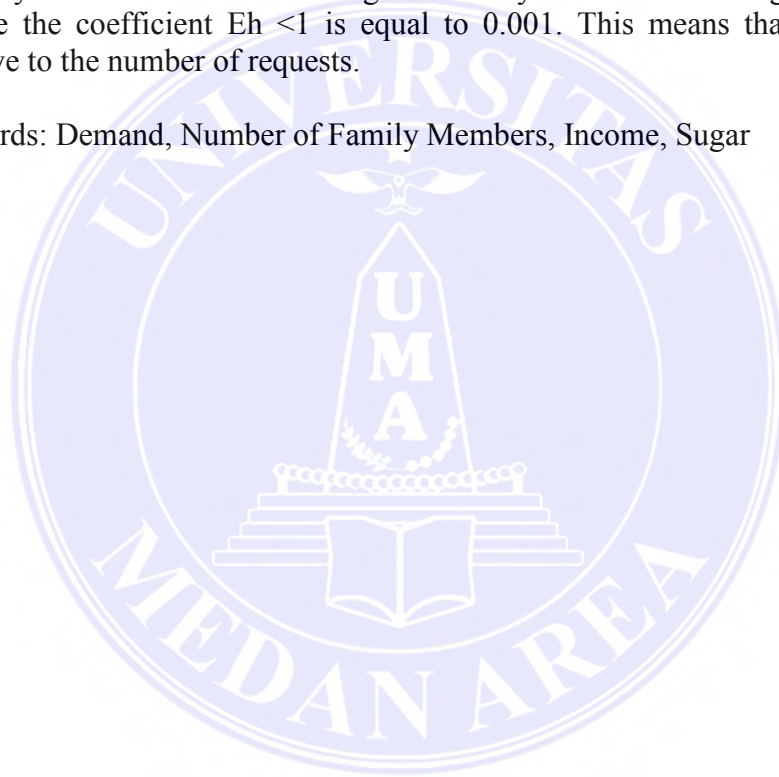 e the coefficient Eh <1 is equal to 0.001. This means tha
ve to the number of requests.
rds: Demand, Number of Family Members, Income, Sugar
UNIVERSITAS
U
M
A
MEDAN AREA